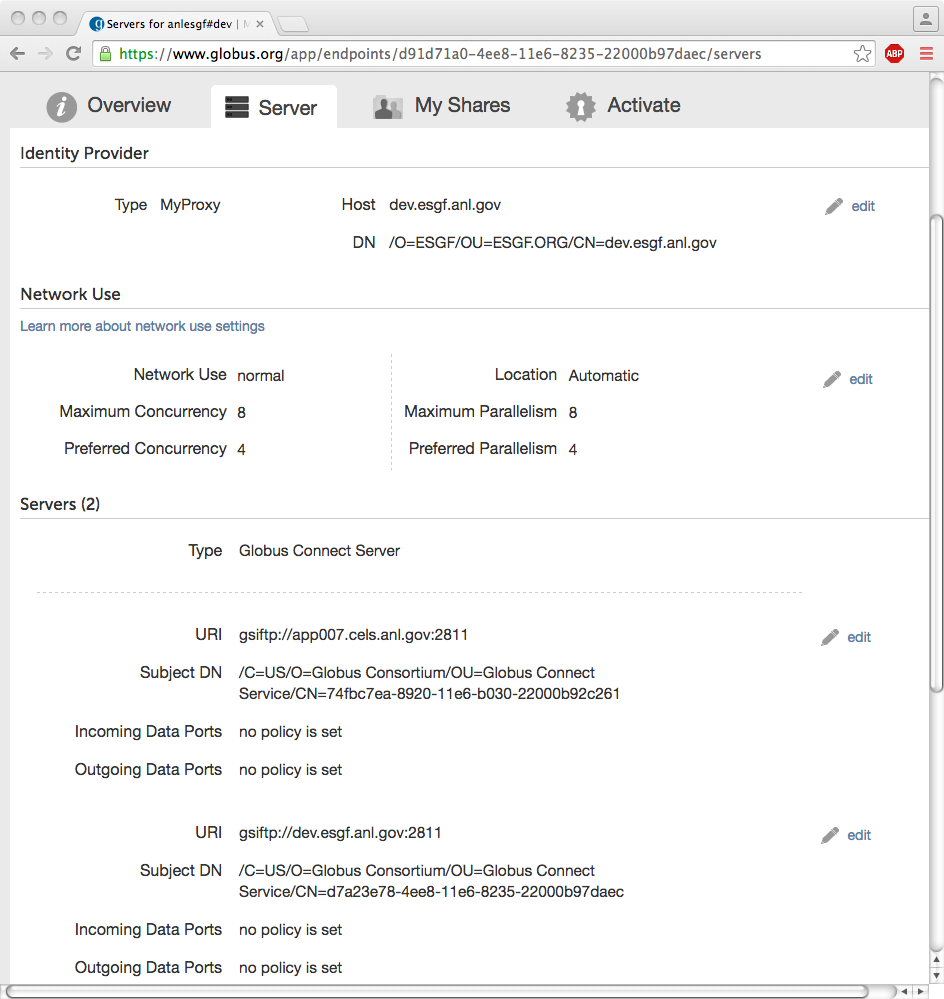 Servers for anlesgf#dev |
https://www.globus.org/app/endpoints/d91d71a0-4ee8-11e6-8235-22000b97daec/servers
ABP
Overview
Server
My Shares
Activate
Identity Provider
Type MyProxy Host dev.esgf.anl.gov edit
DN /O=ESGF/OU=ESGF.ORG/CN=dev.esgf.anl.gov
Network Use
Learn more about network use settings
Network Use normal Location Automatic edit
Maximum Concurrency 8 Maximum Parallelism 8
Preferred Concurrency 4 Preferred Parallelism 4
Servers (2)
Type Globus Connect Server
URI gsiftp://app007.cels.anl.gov:2811 edit
Subject DN /C=US/O=Globus Consortium/OU=Globus Connect
Service/CN=74fbc7ea-8920-11e6-b030-22000b92c261
Incoming Data Ports no policy is set
Outgoing Data Ports no policy is set
URI gsiftp://dev.esgf.anl.gov:2811 edit
Subject DN /C=US/O=Globus Consortium/OU=Globus Connect
Service/CN=d7a23e78-4ee8-11e6-8235-22000b97daec
Incoming Data Ports no policy is set
Outgoing Data Ports no policy is set